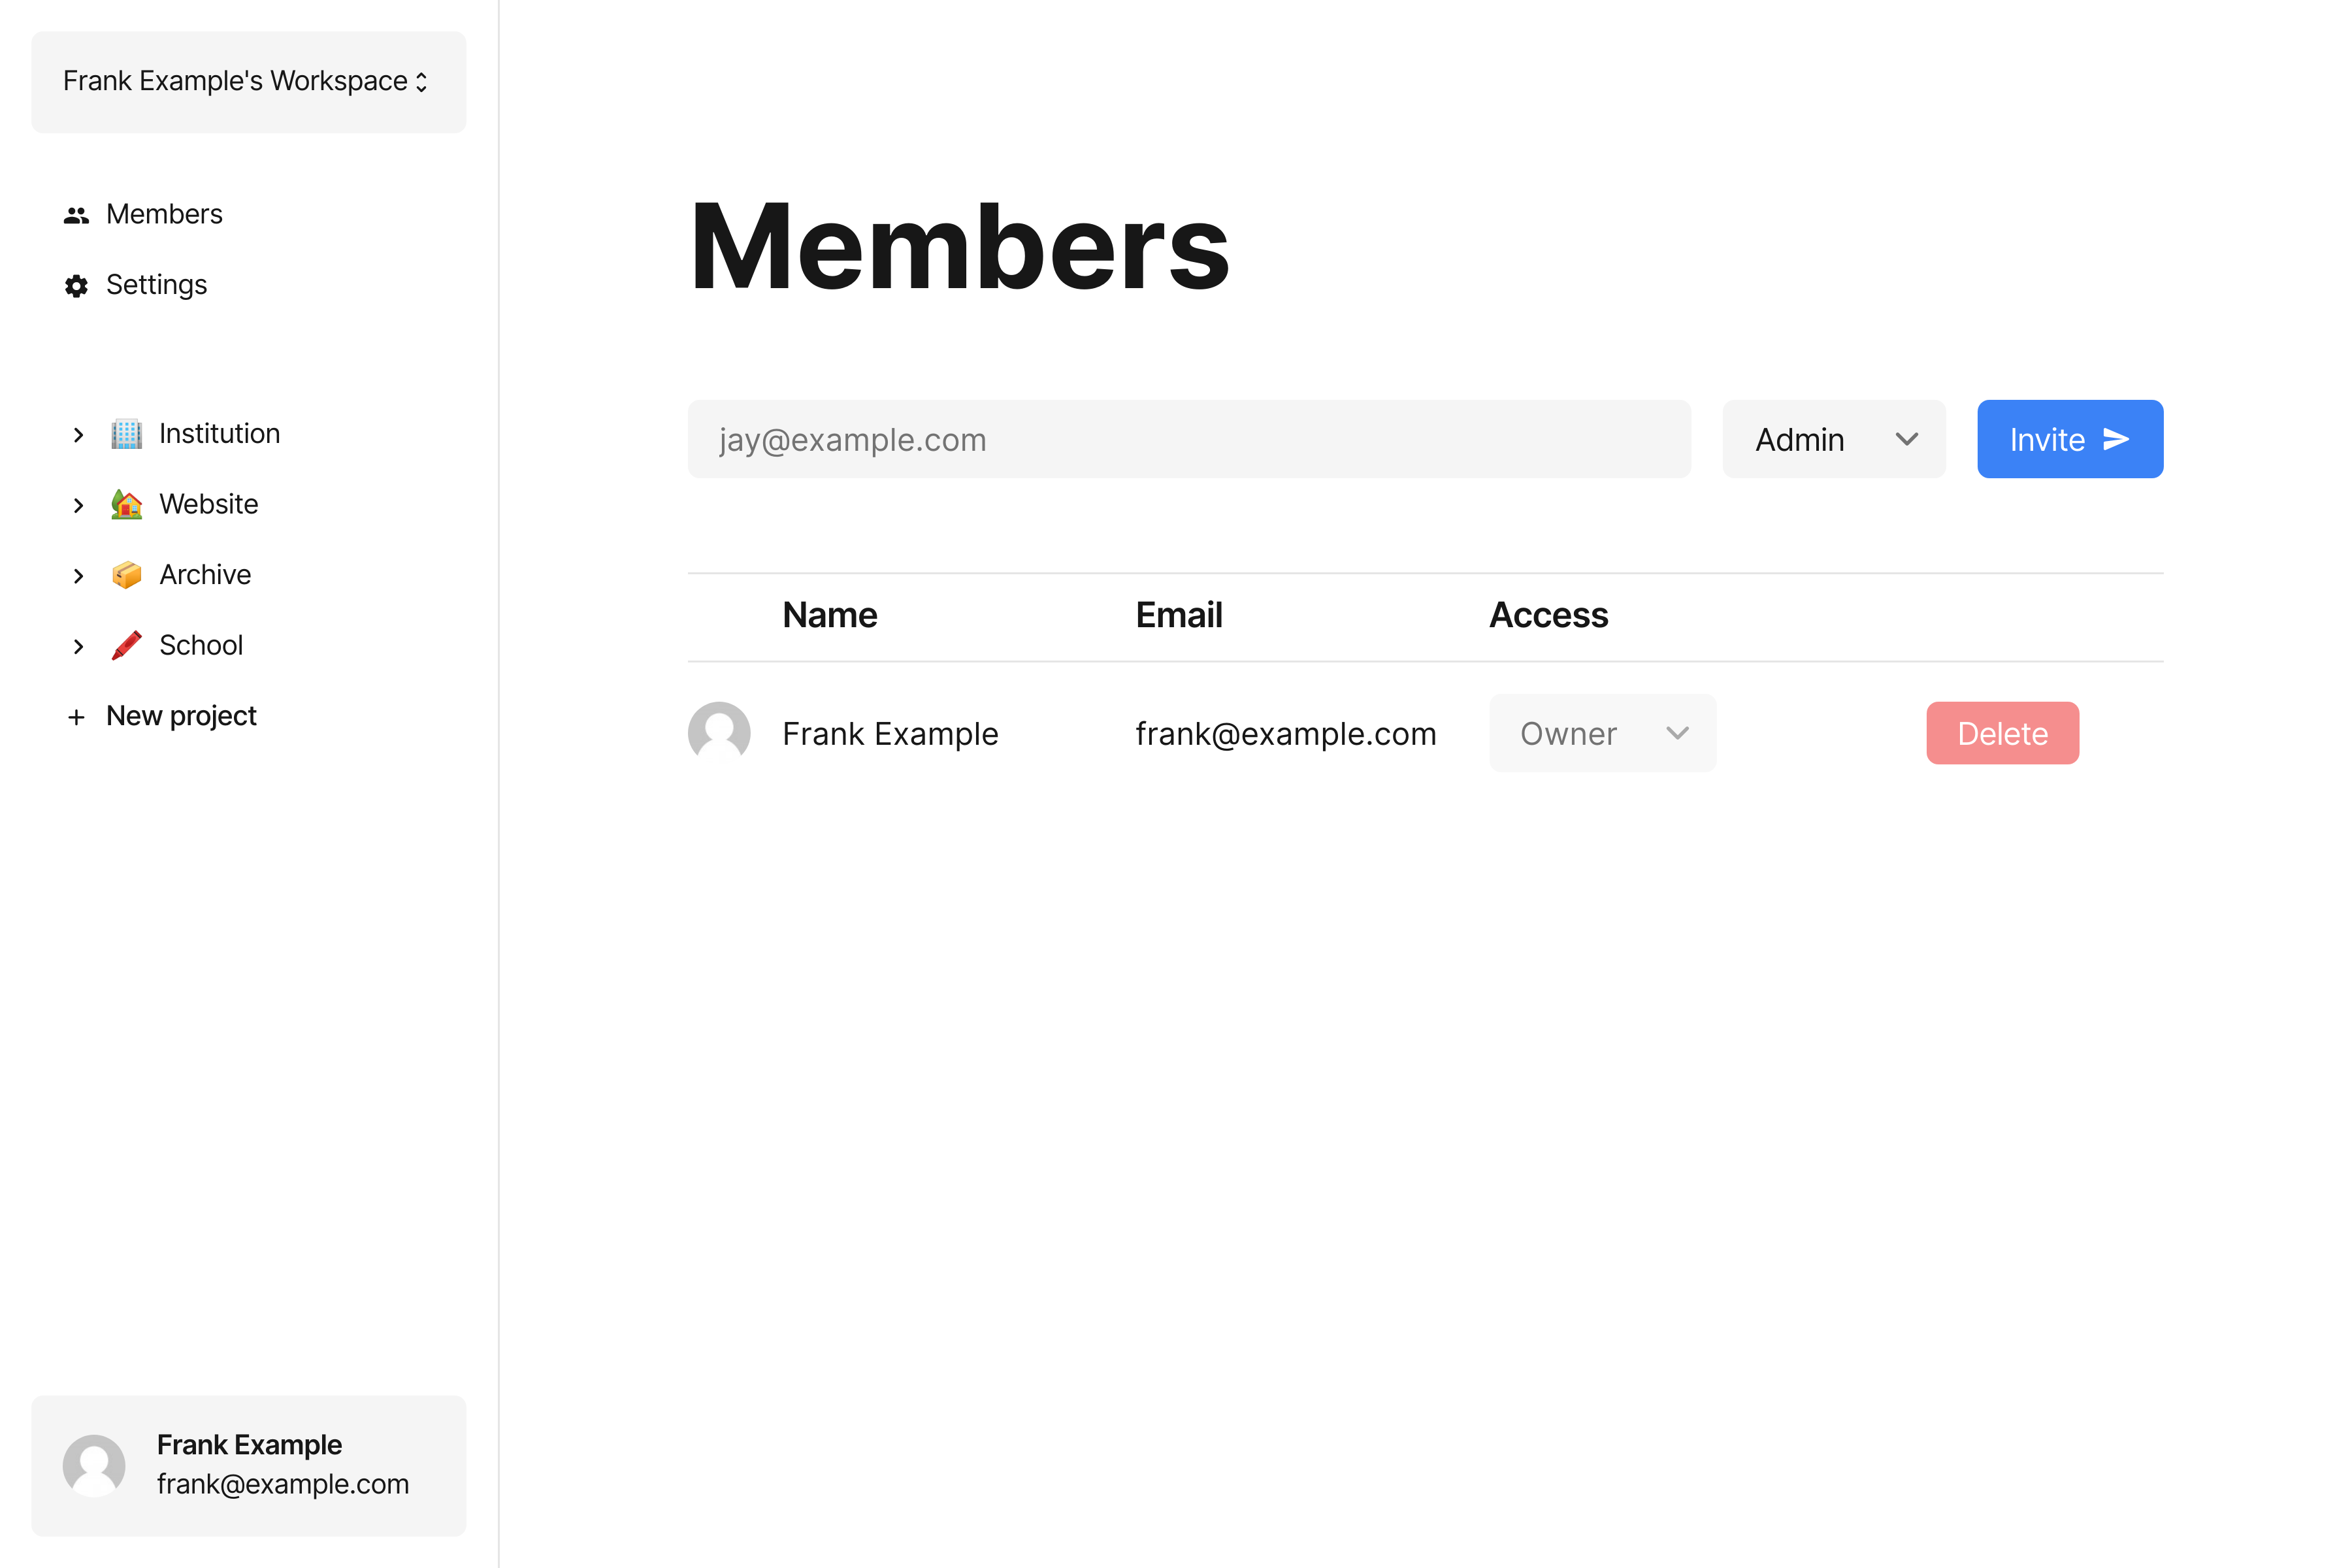 Frank Example's Workspace
Members
Settings
Institution
Website
Archive
School
New project
Frank Example
frank@example.com
Members
jay@example.com
Admin
Invite
Name Email Access
Frank Example frank@example.com Owner Delete